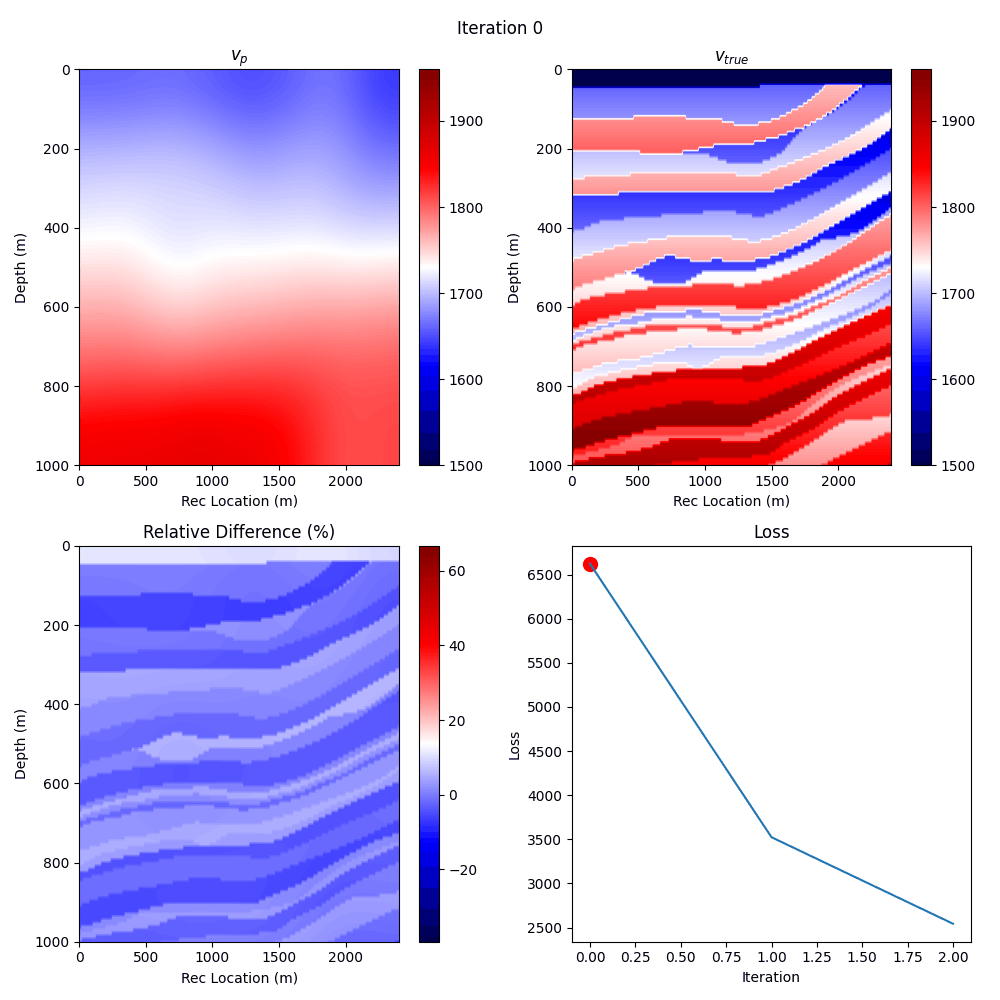 Iteration 0
v_p
v_true
0
200
400
600
800
1000
Depth (m)
0 500 1000 1500 2000
Rec Location (m)
1900
1800
1700
1600
1500
0
200
400
600
800
1000
Depth (m)
0 500 1000 1500 2000
Rec Location (m)
1900
1800
1700
1600
1500
Relative Difference (%)
0
200
400
600
800
1000
Depth (m)
0 500 1000 1500 2000
Rec Location (m)
60
40
20
0
−20
Loss
6500
6000
5500
5000
4500
4000
3500
3000
2500
Loss
0.00 0.25 0.50 0.75 1.00 1.25 1.50 1.75 2.00
Iteration